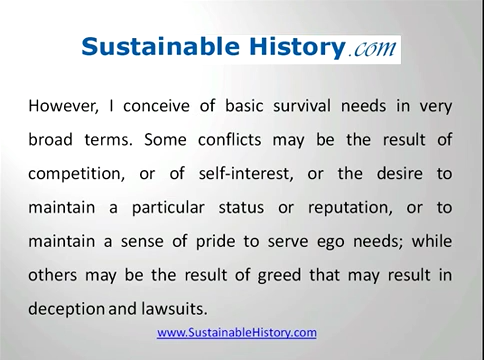 Sustainable History.com
However, I conceive of basic survival needs in very
broad terms. Some conflicts may be the result of
competition, or of self-interest, or the desire to
maintain a particular status or reputation, or to
maintain a sense of pride to serve ego needs; while
others may be the result of greed that may result in
deception and lawsuits.
www.SustainableHistory.com